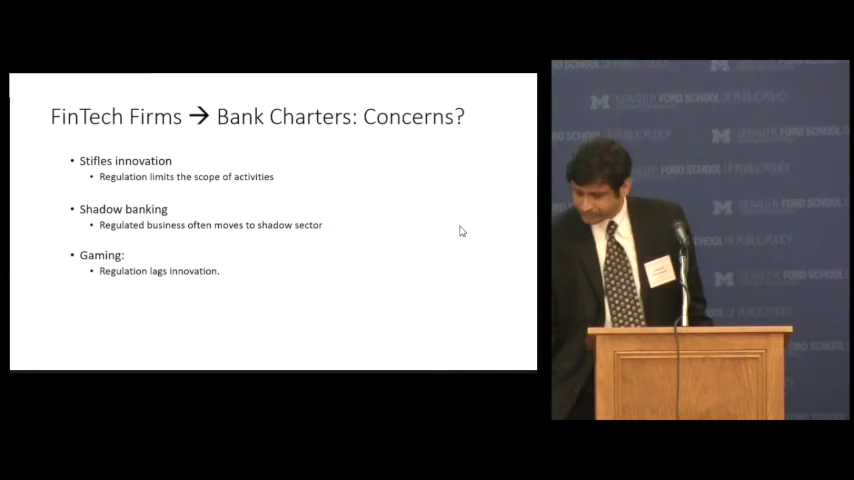 FinTech Firms → Bank Charters: Concerns?
• Stifles innovation
• Regulation limits the scope of activities
• Shadow banking
• Regulated business often moves to shadow sector
• Gaming:
• Regulation lags innovation.
FORD SCHOOL OF PUBLIC POLICY